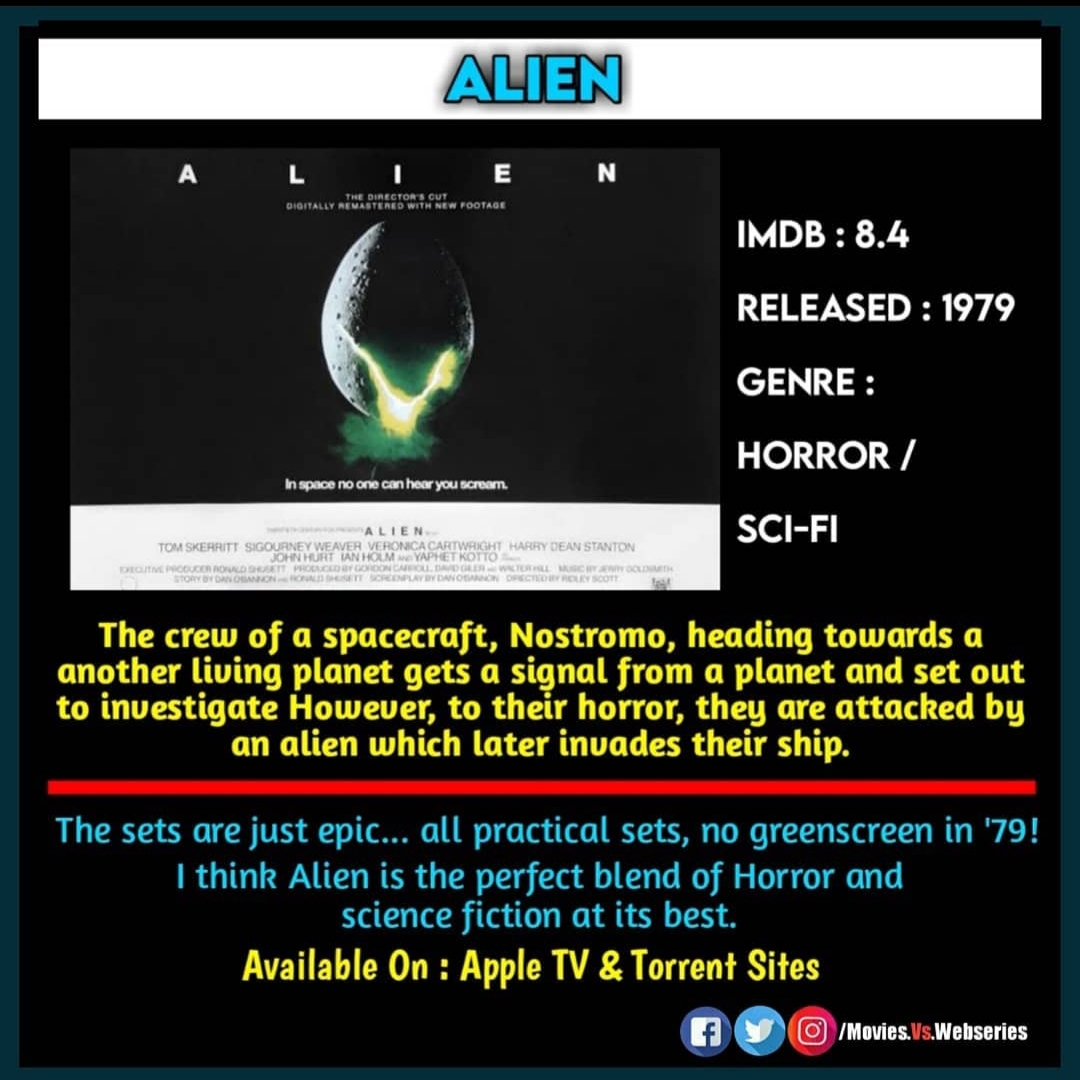 ALIEN
A L I E N
THE DIRECTOR'S CUT
DIGITALLY REMASTERED WITH NEW FOOTAGE
In space no one can hear you scream.
ALIEN
TOM SKERRITT SIGOURNEY WEAVER VERONICA CARTWRIGHT HARRY DEAN STANTON
JOHN HURT IAN HOLM AND YAPHET KOTTO
EXECUTIVE PRODUCER RONALD SHUSETT PRODUCED BY GORDON CARROLL, DAVID GILER AND WALTER HILL MUSIC BY JERRY GOLDSMITH
STORY BY DAN O'BANNON AND RONALD SHUSETT SCREENPLAY BY DAN O'BANNON DIRECTED BY RIDLEY SCOTT
IMDB : 8.4
RELEASED : 1979
GENRE :
HORROR /
SCI-FI
The crew of a spacecraft, Nostromo, heading towards a
another living planet gets a signal from a planet and set out
to investigate However, to their horror, they are attacked by
an alien which later invades their ship.
The sets are just epic... all practical sets, no greenscreen in '79!
I think Alien is the perfect blend of Horror and
science fiction at its best.
Available On : Apple TV & Torrent Sites
/Movies.Vs.Webseries